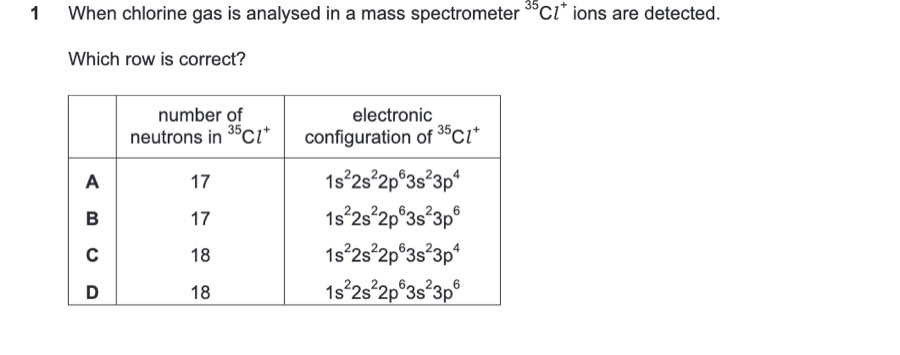 1 When chlorine gas is analysed in a mass spectrometer ³⁵Cl⁺ ions are detected.
Which row is correct?
number of electronic
neutrons in ³⁵Cl⁺ configuration of ³⁵Cl⁺
A 17 1s²2s²2p⁶3s²3p⁴
B 17 1s²2s²2p⁶3s²3p⁶
C 18 1s²2s²2p⁶3s²3p⁴
D 18 1s²2s²2p⁶3s²3p⁶